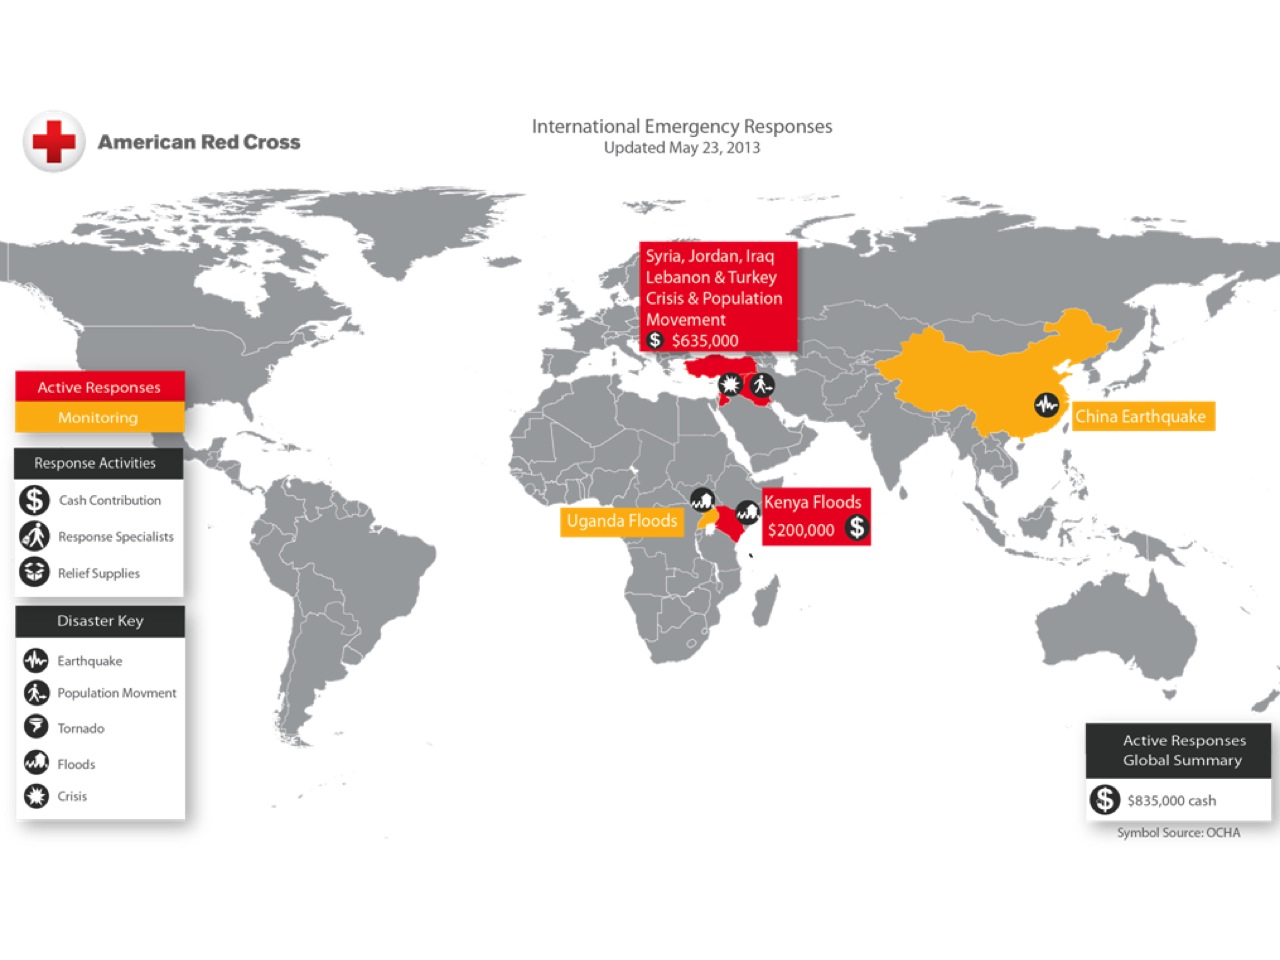 American Red Cross
International Emergency Responses
Updated May 23, 2013
Syria, Jordan, Iraq
Lebanon & Turkey
Crisis & Population
Movement
$ $635,000
Active Responses
Monitoring
China Earthquake
Response Activities
$ Cash Contribution
Response Specialists
Relief Supplies
Kenya Floods
$200,000 $
Uganda Floods
Disaster Key
Earthquake
Population Movment
Tornado
Floods
Crisis
Active Responses
Global Summary
$ $835,000 cash
Symbol Source: OCHA